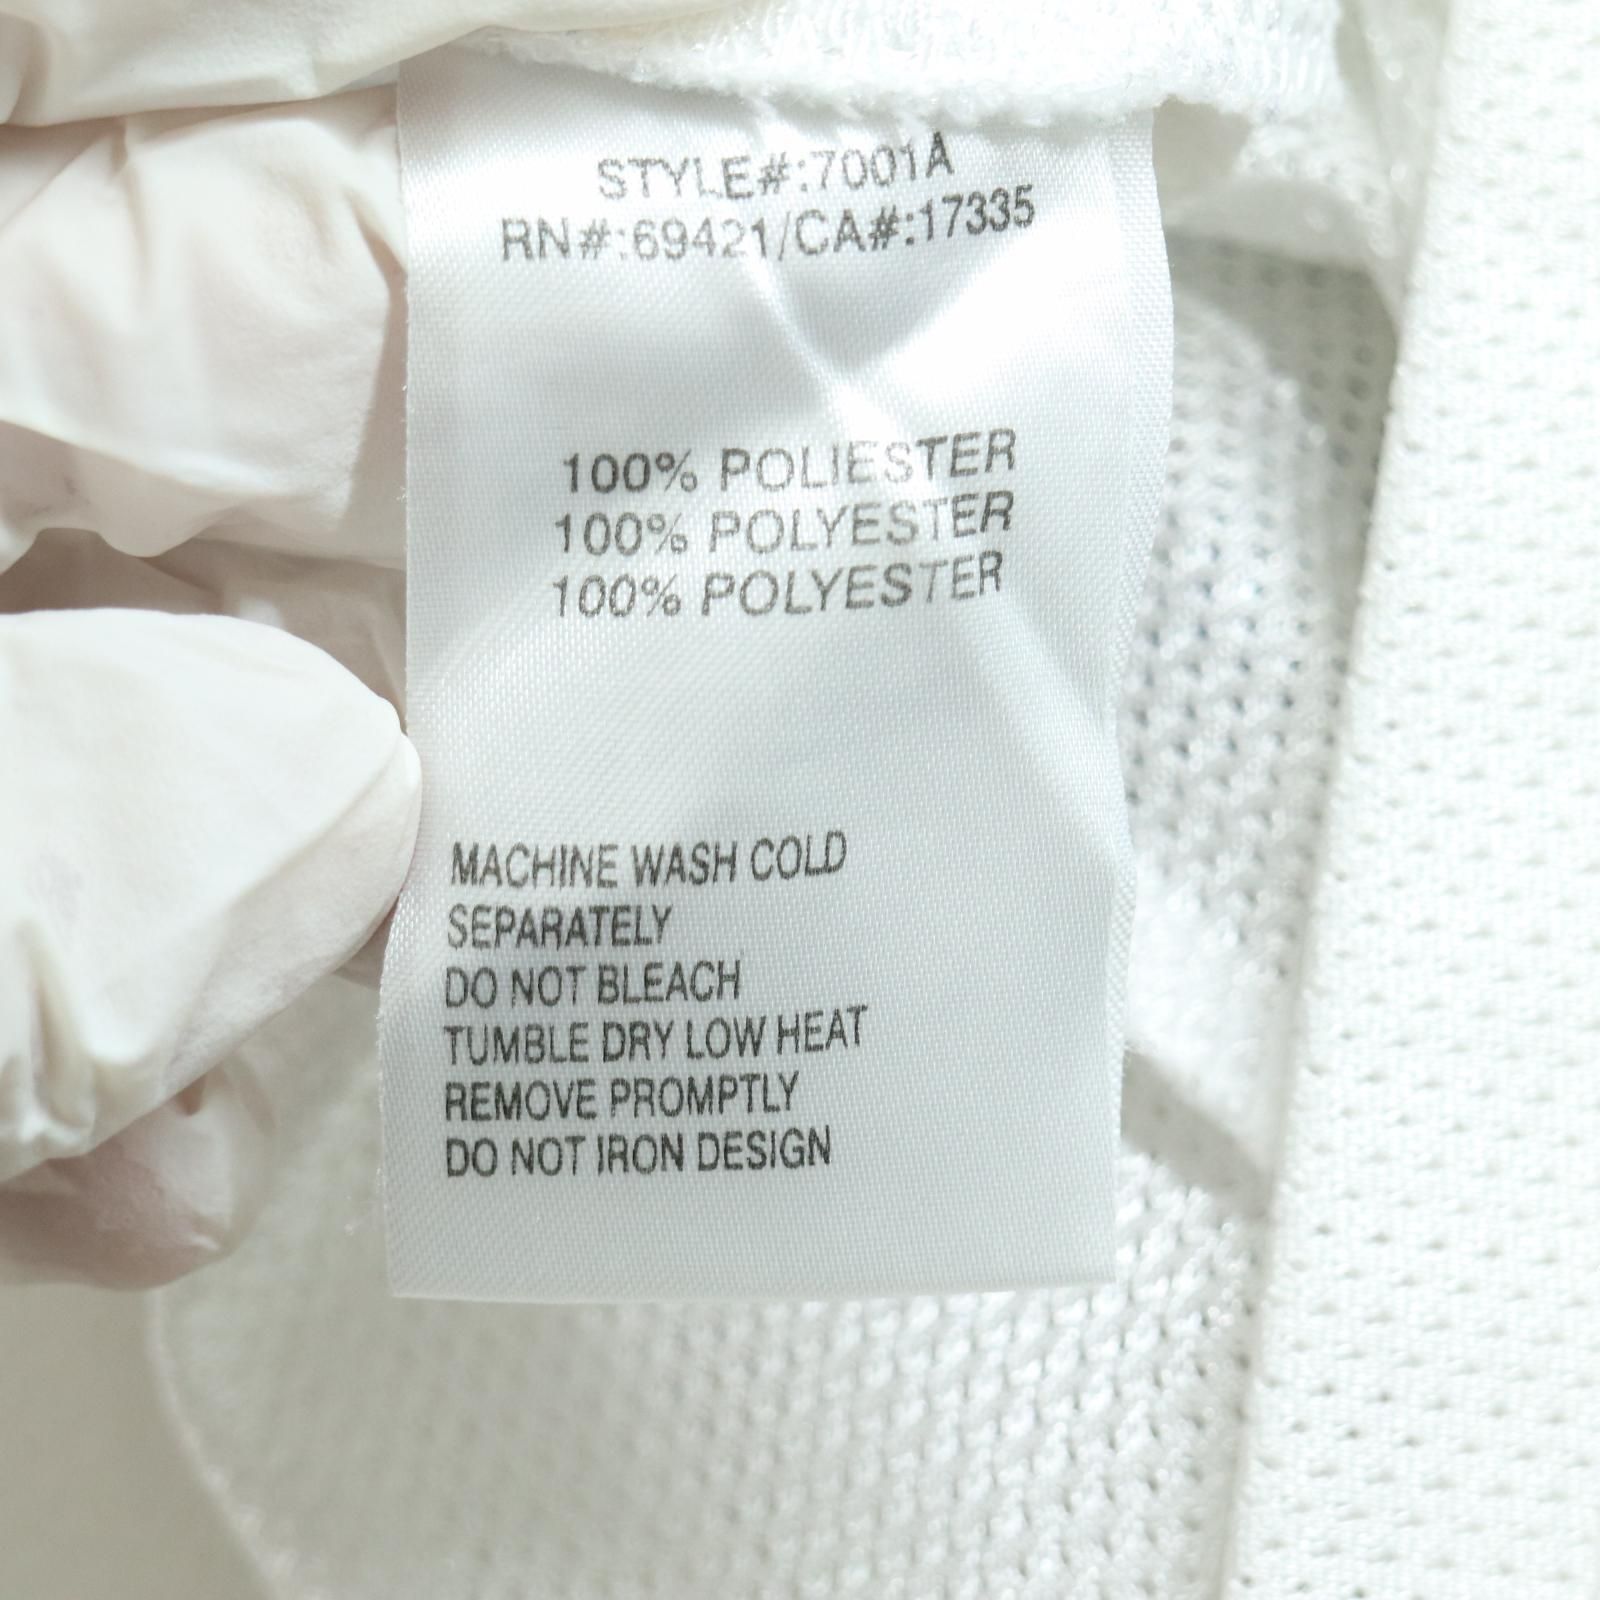 STYLE#:7001A
RN#:69421/CA#:17335
100% POLIESTER
100% POLYESTER
100% POLYESTER
MACHINE WASH COLD
SEPARATELY
DO NOT BLEACH
TUMBLE DRY LOW HEAT
REMOVE PROMPTLY
DO NOT IRON DESIGN